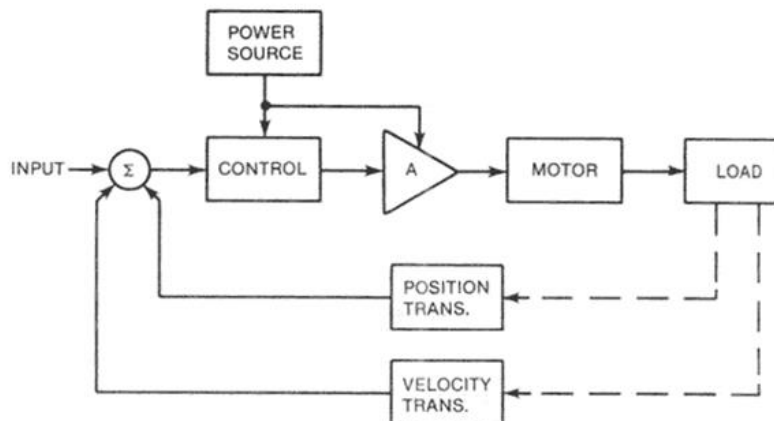 POWER
SOURCE
INPUT
Σ
CONTROL
A
MOTOR
LOAD
POSITION
TRANS.
VELOCITY
TRANS.